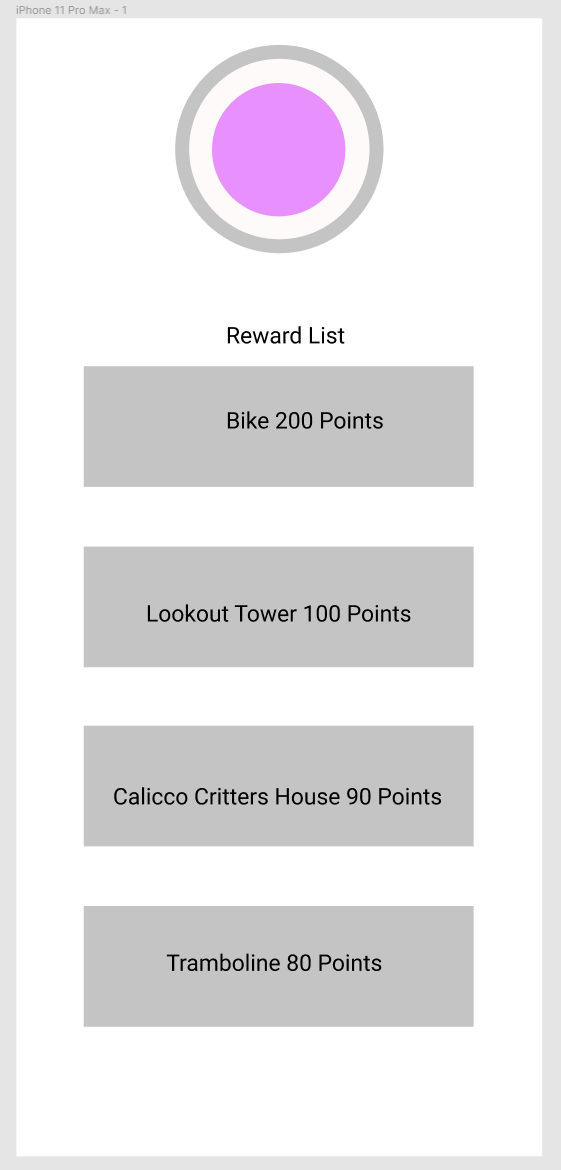 iPhone 11 Pro Max - 1
Reward List
Bike 200 Points
Lookout Tower 100 Points
Calicco Critters House 90 Points
Tramboline 80 Points